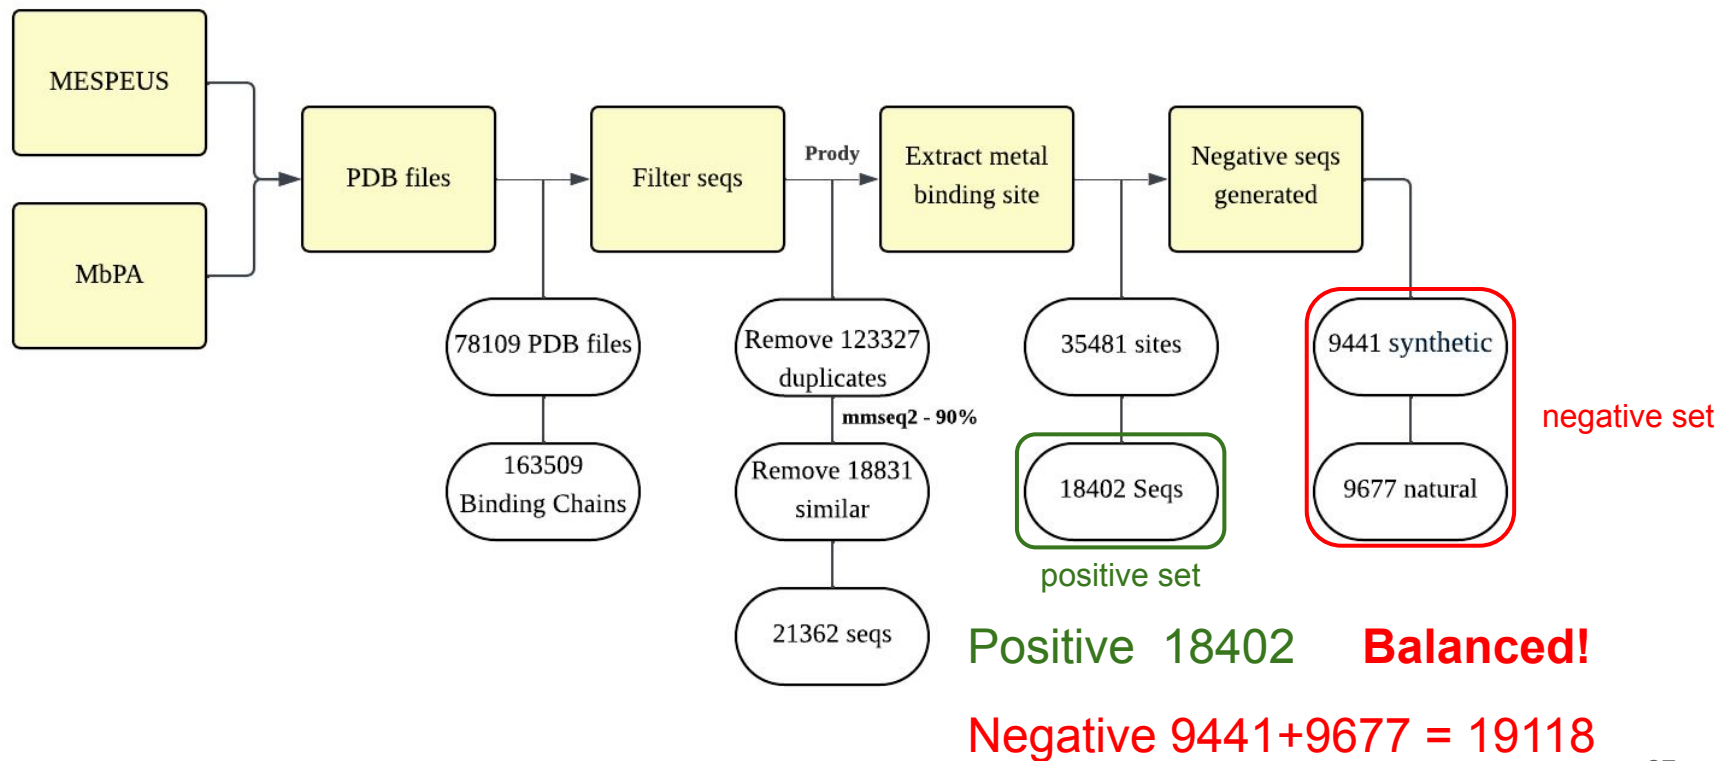 MESPEUS
MbPA
PDB files
Filter seqs
Prody
Extract metal
binding site
Negative seqs
generated
78109 PDB files
163509
Binding Chains
Remove 123327
duplicates
mmseq2 - 90%
Remove 18831
similar
21362 seqs
35481 sites
18402 Seqs
positive set
9441 synthetic
9677 natural
negative set
Positive 18402 Balanced!
Negative 9441+9677 = 19118